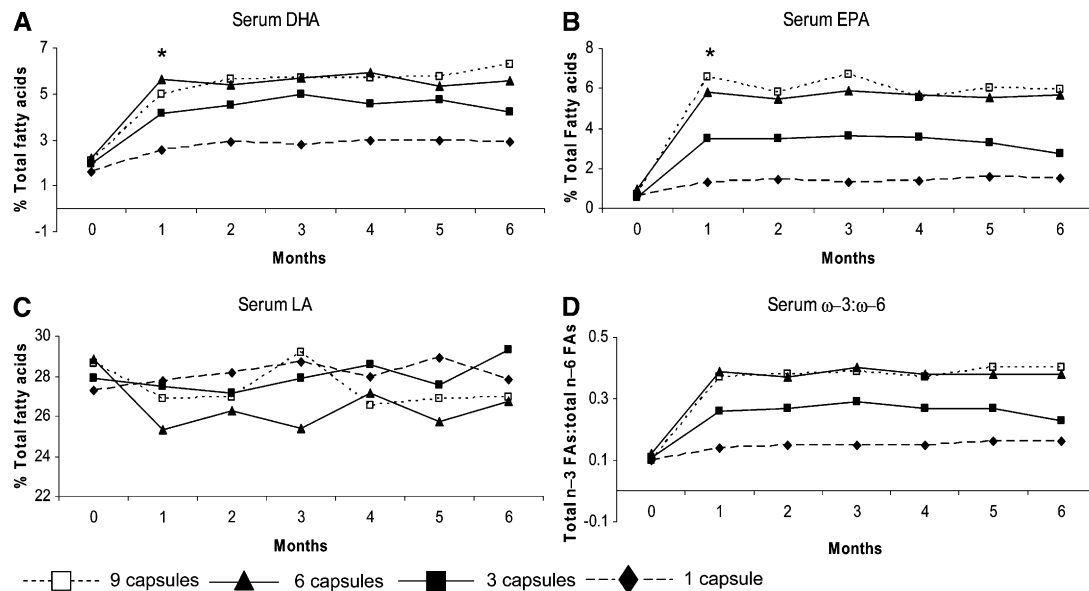 A
Serum DHA
*
% Total fatty acids
7
5
3
1
-1
0 1 2 3 4 5 6
Months
B
Serum EPA
*
% Total Fatty acids
8
6
4
2
0
0 1 2 3 4 5 6
Months
C
Serum LA
% Total fatty acids
30
28
26
24
22
0 1 2 3 4 5 6
Months
D
Serum ω–3:ω–6
Total n–3 FAs:total n–6 FAs
0.5
0.3
0.1
-0.1
0 1 2 3 4 5 6
Months
9 capsules 6 capsules 3 capsules 1 capsule